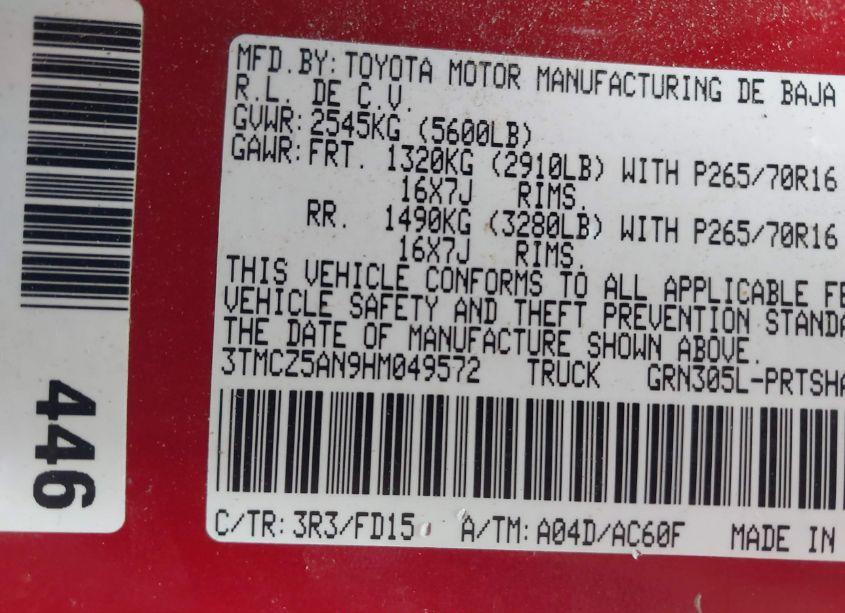 MFD.BY: TOYOTA MOTOR MANUFACTURING DE BAJA
R.L. DE C.V.
GVWR: 2545KG (5600LB)
GAWR: FRT. 1320KG (2910LB) WITH P265/70R16
16X7J RIMS.
RR. 1490KG (3280LB) WITH P265/70R16
16X7J RIMS.
THIS VEHICLE CONFORMS TO ALL APPLICABLE FE
VEHICLE SAFETY AND THEFT PREVENTION STANDA
THE DATE OF MANUFACTURE SHOWN ABOVE.
3TMCZ5AN9HM049572 TRUCK GRN305L-PRTSHA
C/TR: 3R3/FD15 A/TM: A04D/AC60F MADE IN
446